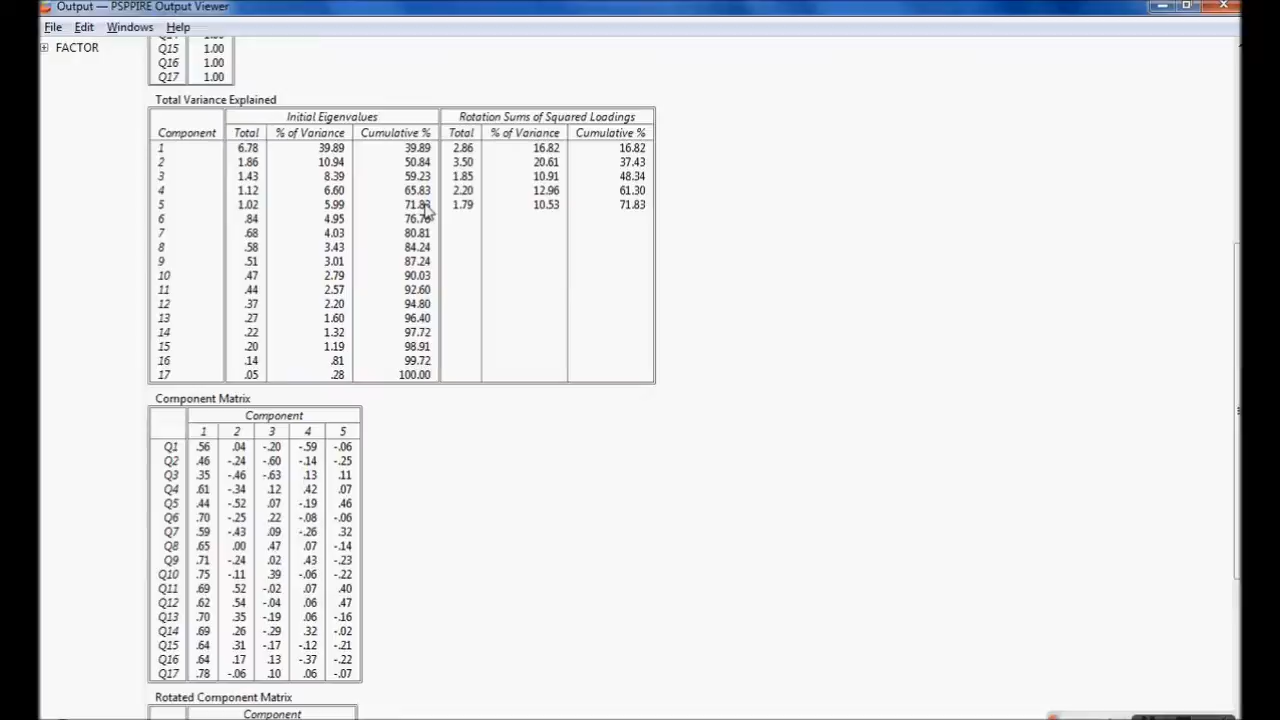 Output — PSPPIRE Output Viewer
File Edit Windows Help
FACTOR
Q15 1.00
Q16 1.00
Q17 1.00
Total Variance Explained
Initial Eigenvalues Rotation Sums of Squared Loadings
Component Total % of Variance Cumulative % Total % of Variance Cumulative %
1 6.78 39.89 39.89 2.86 16.82 16.82
2 1.86 10.94 50.84 3.50 20.61 37.43
3 1.43 8.39 59.23 1.85 10.91 48.34
4 1.12 6.60 65.83 2.20 12.96 61.30
5 1.02 5.99 71.83 1.79 10.53 71.83
6 .84 4.95
7 .68 4.03 80.81
8 .58 3.43 84.24
9 .51 3.01 87.24
10 .47 2.79 90.03
11 .44 2.57 92.60
12 .37 2.20 94.80
13 .27 1.60 96.40
14 .22 1.32 97.72
15 .20 1.19 98.91
16 .14 .81 99.72
17 .05 .28 100.00
Component Matrix
Component
1 2 3 4 5
Q1 .56 .04 -.20 -.59 -.06
Q2 .46 -.24 -.60 -.14 -.25
Q3 .35 -.46 -.63 .13 .11
Q4 .61 -.34 .12 .42 .07
Q5 .44 -.52 .07 -.19 .46
Q6 .70 -.25 .22 -.08 -.06
Q7 .59 -.43 .09 -.26 .32
Q8 .65 .00 .47 .07 -.14
Q9 .71 -.24 .02 .43 -.23
Q10 .75 -.11 .39 -.06 -.22
Q11 .69 .52 -.02 .07 .40
Q12 .62 .54 -.04 .06 .47
Q13 .70 .35 -.19 .06 -.16
Q14 .69 .26 -.29 .32 -.02
Q15 .64 .31 -.17 -.12 -.21
Q16 .64 .17 .13 -.37 -.22
Q17 .78 -.06 .10 .06 -.07
Rotated Component Matrix
Component